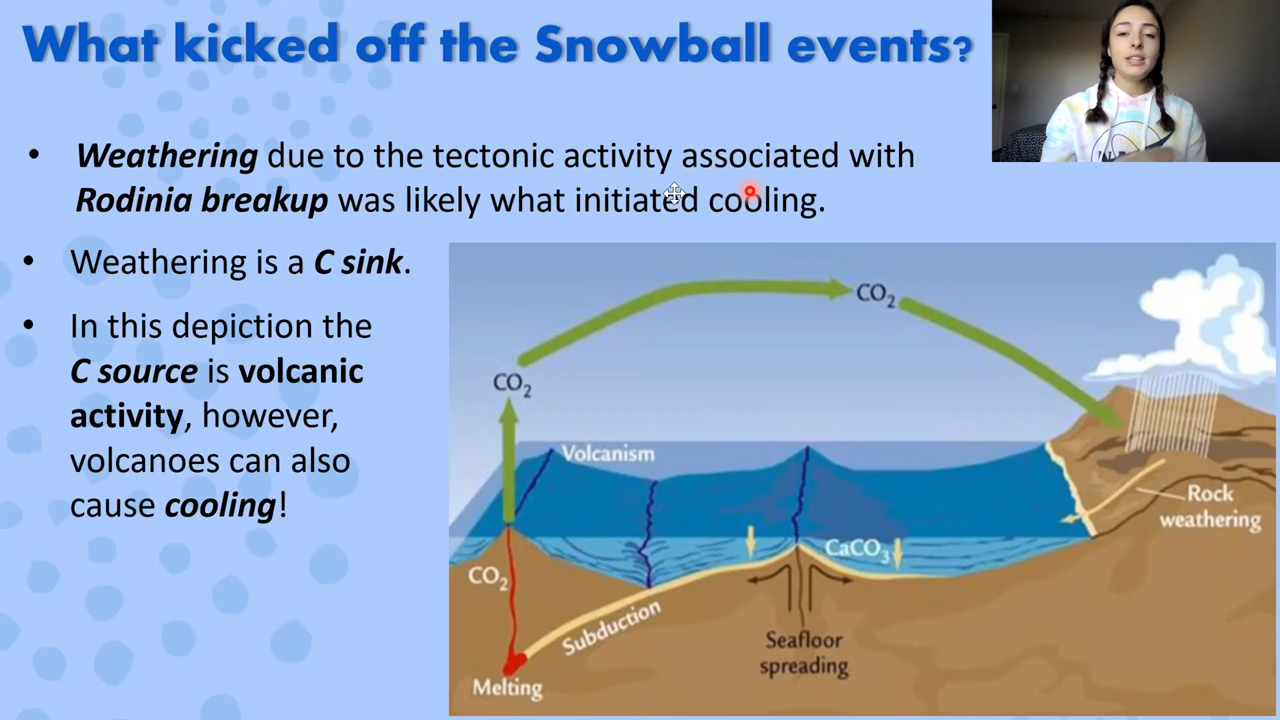 What kicked off the Snowball events?
• Weathering due to the tectonic activity associated with
Rodinia breakup was likely what initiated cooling.
• Weathering is a C sink.
• In this depiction the
C source is volcanic
activity, however,
volcanoes can also
cause cooling!
CO₂
CO₂
Volcanism
Rock
weathering
CaCO₃
CO₂
Subduction
Seafloor
spreading
Melting